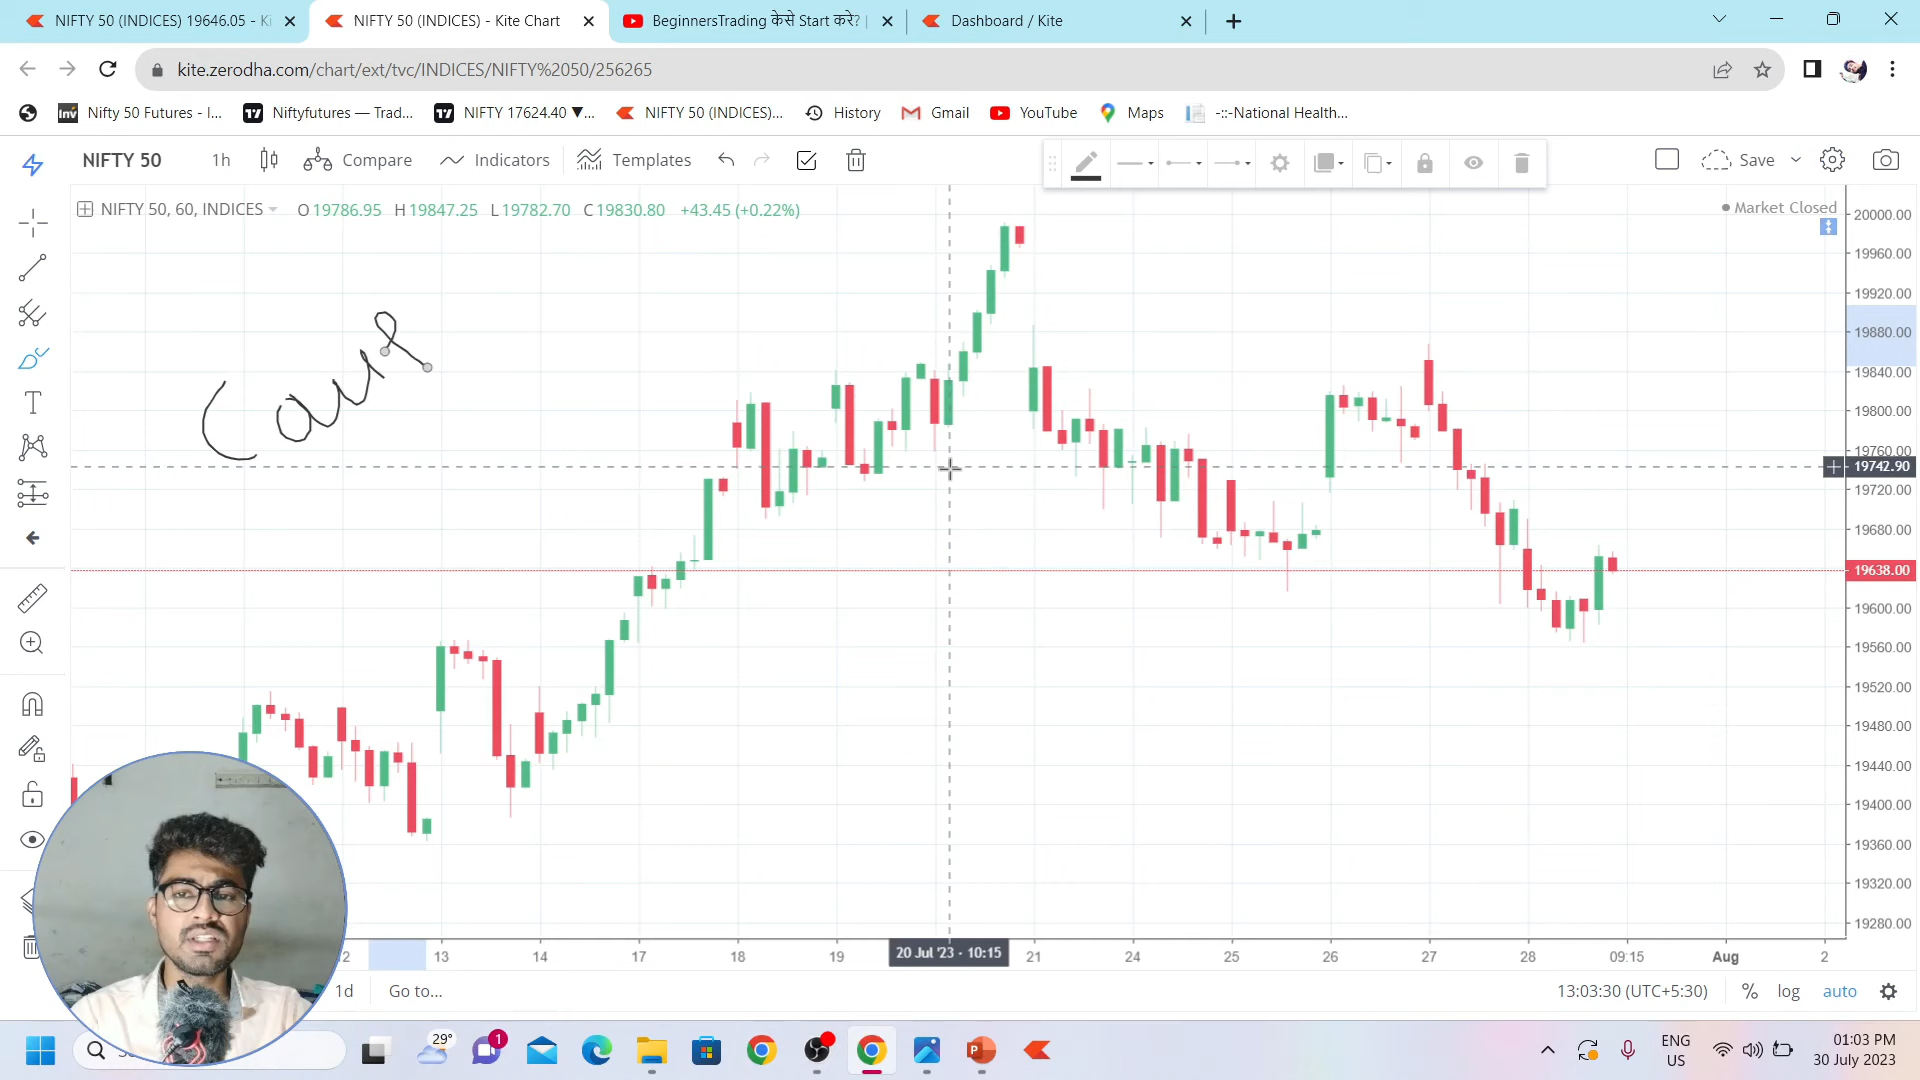 NIFTY 50 (INDICES) 19646.05 - Ki
NIFTY 50 (INDICES) - Kite Chart
BeginnersTrading केसे Start करे? |
Dashboard / Kite
kite.zerodha.com/chart/ext/tvc/INDICES/NIFTY%2050/256265
Inv Nifty 50 Futures - I...
Niftyfutures — Trad...
NIFTY 17624.40 ▼...
NIFTY 50 (INDICES)...
History
Gmail
YouTube
Maps
-::-National Health...
NIFTY 50 1h Compare Indicators Templates Save
NIFTY 50, 60, INDICES O 19786.95 H 19847.25 L 19782.70 C 19830.80 +43.45 (+0.22%)
Market Closed
20000.00
19960.00
19920.00
19880.00
19840.00
19800.00
19760.00
19742.90
19720.00
19680.00
19638.00
19600.00
19560.00
19520.00
19480.00
19440.00
19400.00
19360.00
19320.00
19280.00
13 14 17 18 19 20 Jul '23 - 10:15 21 24 25 26 27 28 09:15 Aug 2
1d Go to... 13:03:30 (UTC+5:30) % log auto
29° 1
ENG
US
01:03 PM
30 July 2023